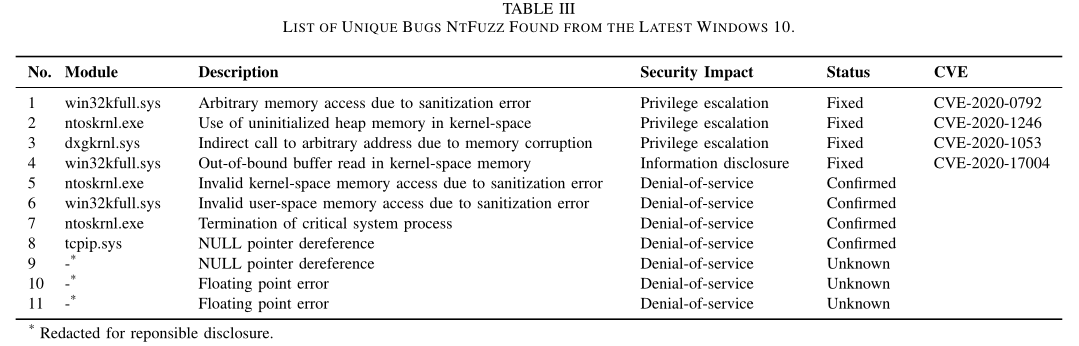 TABLE III
LIST OF UNIQUE BUGS NTFUZZ FOUND FROM THE LATEST WINDOWS 10.
No. Module Description Security Impact Status CVE
1 win32kfull.sys Arbitrary memory access due to sanitization error Privilege escalation Fixed CVE-2020-0792
2 ntoskrnl.exe Use of uninitialized heap memory in kernel-space Privilege escalation Fixed CVE-2020-1246
3 dxgkrnl.sys Indirect call to arbitrary address due to memory corruption Privilege escalation Fixed CVE-2020-1053
4 win32kfull.sys Out-of-bound buffer read in kernel-space memory Information disclosure Fixed CVE-2020-17004
5 ntoskrnl.exe Invalid kernel-space memory access due to sanitization error Denial-of-service Confirmed
6 win32kfull.sys Invalid user-space memory access due to sanitization error Denial-of-service Confirmed
7 ntoskrnl.exe Termination of critical system process Denial-of-service Confirmed
8 tcpip.sys NULL pointer dereference Denial-of-service Confirmed
9 -* NULL pointer dereference Denial-of-service Unknown
10 -* Floating point error Denial-of-service Unknown
11 -* Floating point error Denial-of-service Unknown
* Redacted for reponsible disclosure.